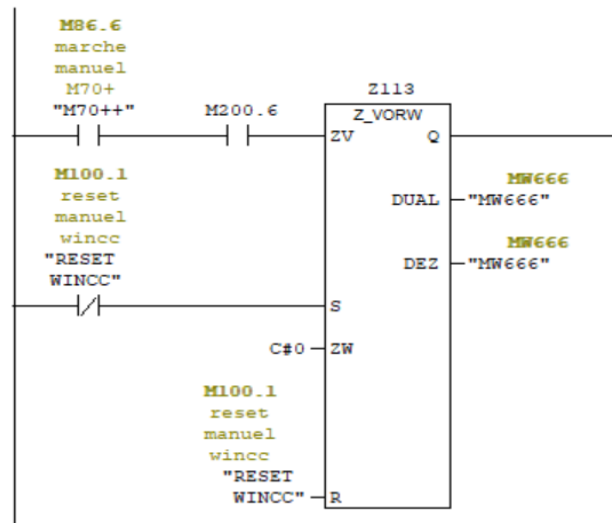 M86.6
marche
manuel
M70+
"M70++"
M200.6
Z113
Z_VORW
ZV
Q
M100.1
reset
manuel
wincc
"RESET
WINCC"
MW666
DUAL
"MW666"
MW666
DEZ
"MW666"
S
C#0
ZW
M100.1
reset
manuel
wincc
"RESET
WINCC"
R